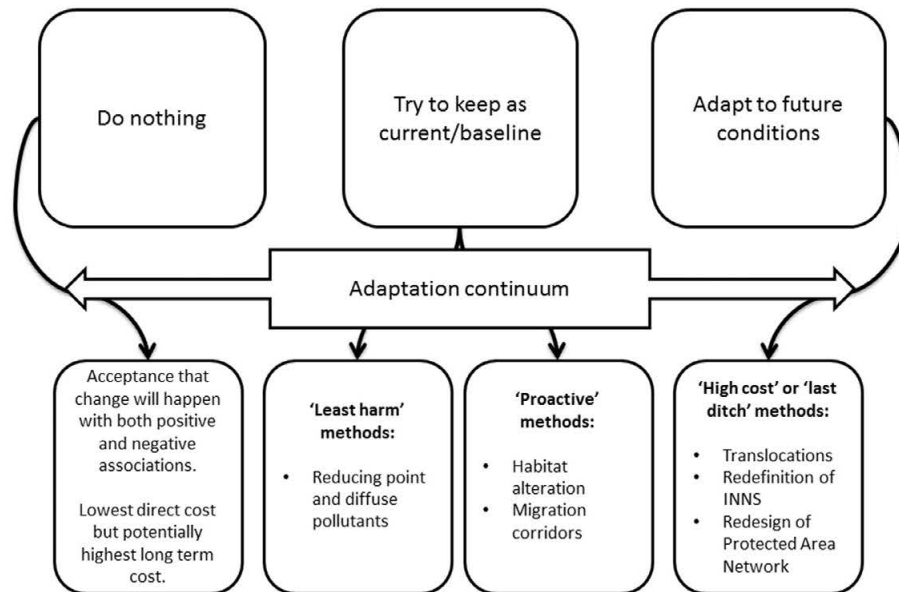 Do nothing
Try to keep as
current/baseline
Adapt to future
conditions
Adaptation continuum
Acceptance that
change will happen
with both positive
and negative
associations.
Lowest direct cost
but potentially
highest long term
cost.
‘Least harm’
methods:
• Reducing point
and diffuse
pollutants
‘Proactive’
methods:
• Habitat
alteration
• Migration
corridors
‘High cost’ or ‘last
ditch’ methods:
• Translocations
• Redefinition of
INNS
• Redesign of
Protected Area
Network